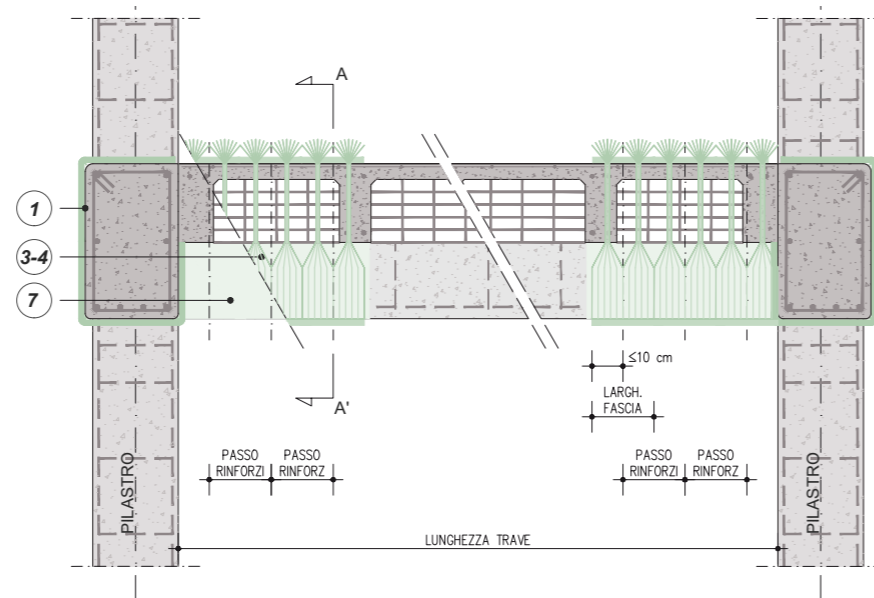 A
1
3-4
7
≤10 cm
LARGH.
FASCIA
A'
PASSO
RINFORZI
PASSO
RINFORZ
PASSO
RINFORZI
PASSO
RINFORZ
PILASTRO
PILASTRO
LUNGHEZZA TRAVE